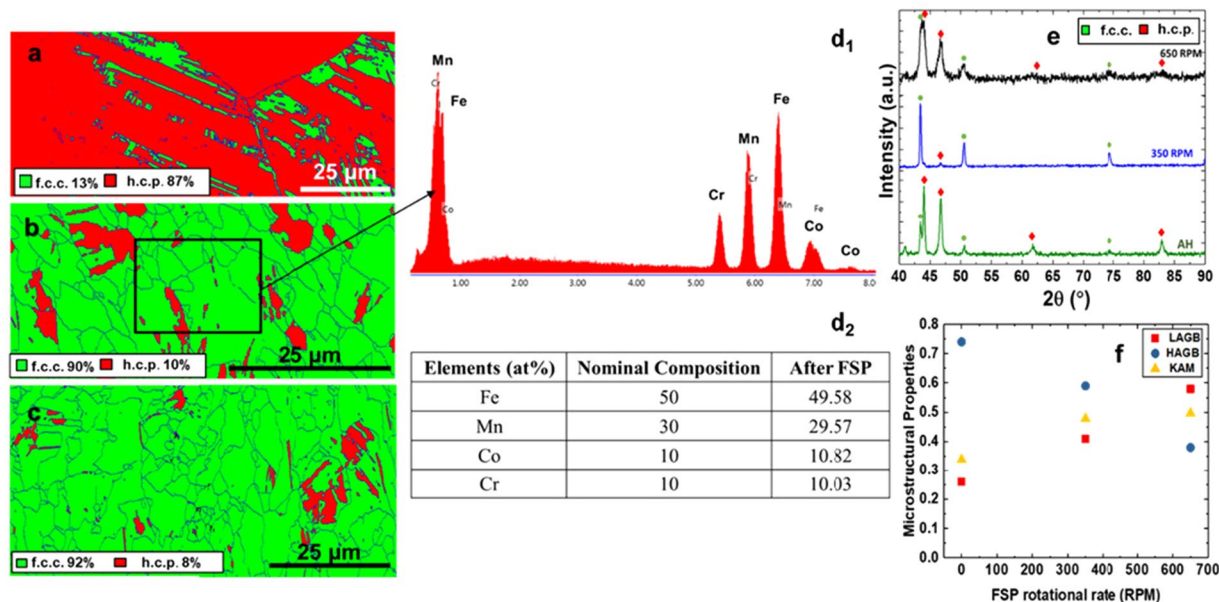 a
25 µm
f.c.c. 13% h.c.p. 87%
b
25 µm
f.c.c. 90% h.c.p. 10%
c
25 µm
f.c.c. 92% h.c.p. 8%
d1
Mn
Cr
Fe
Co
Cr
Mn
Cr
Fe
Mn
Fe
Co
Co
1.00 2.00 3.00 4.00 5.00 6.00 7.00 8.0
d2
Elements (at%) Nominal Composition After FSP
Fe 50 49.58
Mn 30 29.57
Co 10 10.82
Cr 10 10.03
e
f.c.c. h.c.p.
650 RPM
350 RPM
AH
Intensity (a.u.)
40 45 50 55 60 65 70 75 80 85 90
2θ (°)
f
LAGB
HAGB
KAM
Microstructural Properties
0.8
0.7
0.6
0.5
0.4
0.3
0.2
0.1
0.0
0 100 200 300 400 500 600 700
FSP rotational rate (RPM)